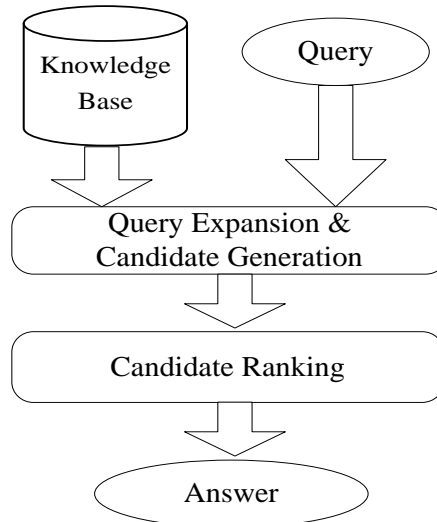 Knowledge
Base
Query
Query Expansion &
Candidate Generation
Candidate Ranking
Answer